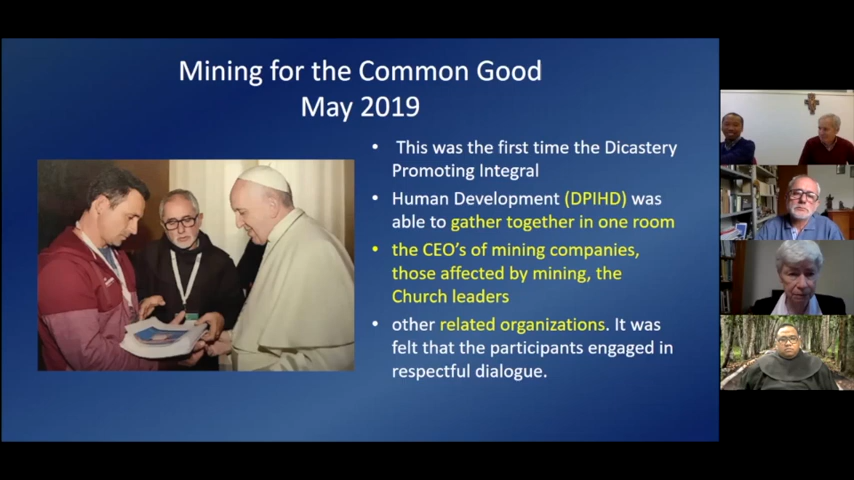 Mining for the Common Good
May 2019
• This was the first time the Dicastery
Promoting Integral
• Human Development (DPIHD) was
able to gather together in one room
• the CEO's of mining companies,
those affected by mining, the
Church leaders
• other related organizations. It was
felt that the participants engaged in
respectful dialogue.